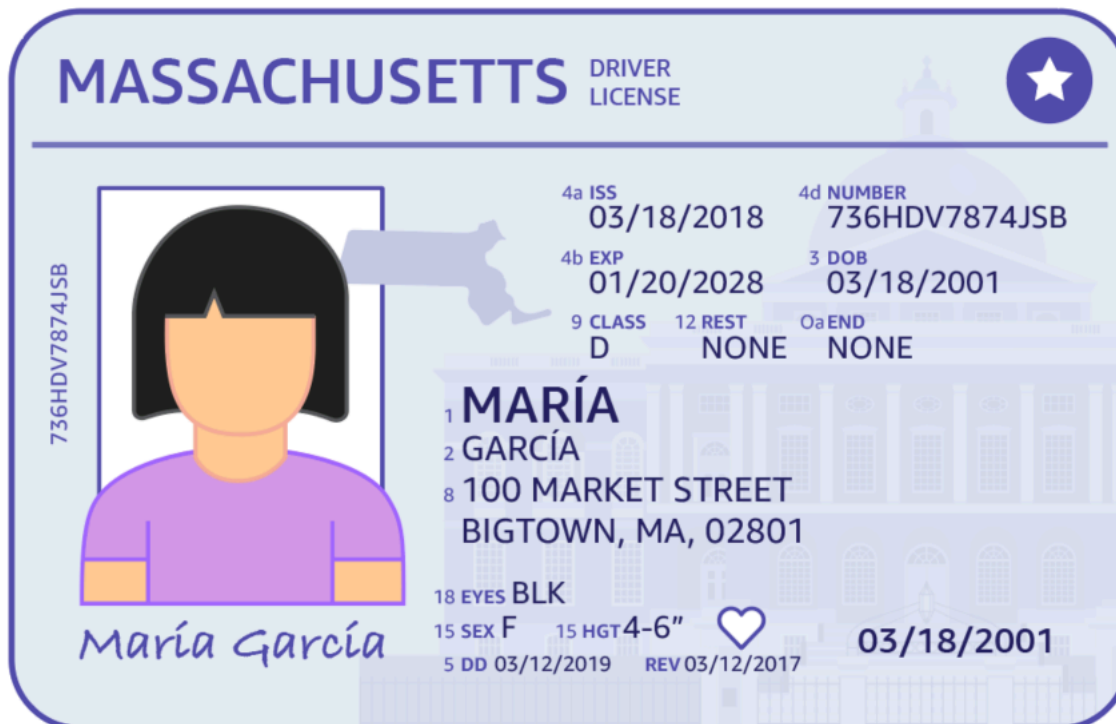 MASSACHUSETTS DRIVER LICENSE
736HDV7874JSB
4a ISS 03/18/2018
4d NUMBER 736HDV7874JSB
4b EXP 01/20/2028
3 DOB 03/18/2001
9 CLASS D
12 REST NONE
0a END NONE
1 MARÍA
2 GARCÍA
8 100 MARKET STREET
BIGTOWN, MA, 02801
18 EYES BLK
15 SEX F 15 HGT 4-6”
5 DD 03/12/2019 REV 03/12/2017
03/18/2001
María García